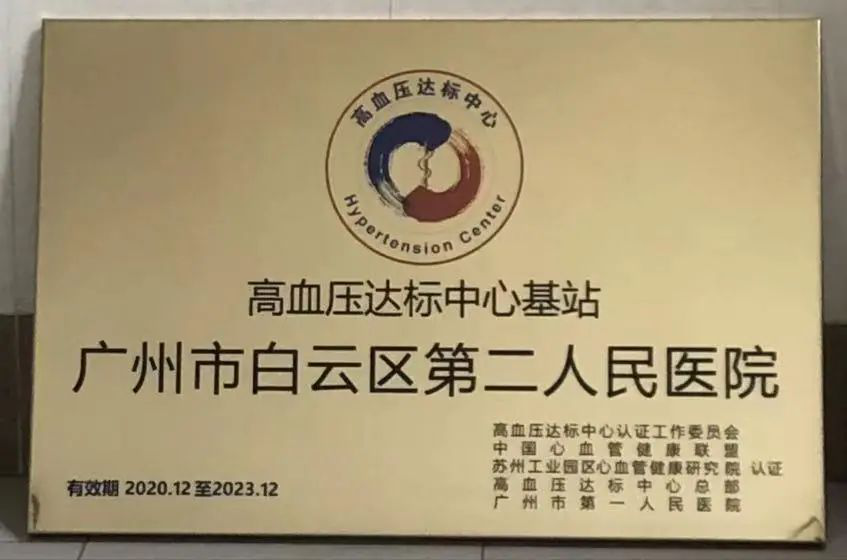 高血压达标中心
Hypertension Center
高血压达标中心基站
广州市白云区第二人民医院
高血压达标中心认证工作委员会
中国心血管健康联盟
苏州工业园区心血管健康研究院 认证
高血压达标中心总部
广州市第一人民医院
有效期 2020.12 至2023.12